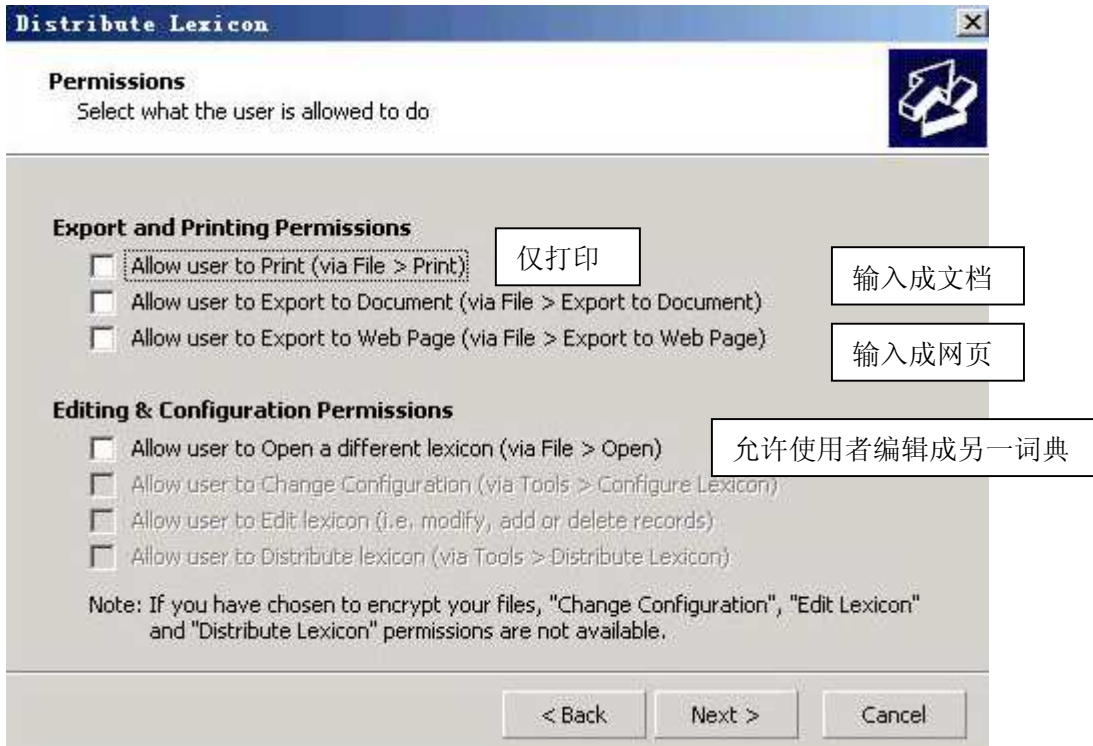 Distribute Lexicon
Permissions
Select what the user is allowed to do
Export and Printing Permissions
Allow user to Print (via File > Print)
仅打印
Allow user to Export to Document (via File > Export to Document)
输入成文档
Allow user to Export to Web Page (via File > Export to Web Page)
输入成网页
Editing & Configuration Permissions
Allow user to Open a different lexicon (via File > Open)
允许使用者编辑成另一词典
Allow user to Change Configuration (via Tools > Configure Lexicon)
Allow user to Edit lexicon (i.e. modify, add or delete records)
Allow user to Distribute lexicon (via Tools > Distribute Lexicon)
Note: If you have chosen to encrypt your files, "Change Configuration", "Edit Lexicon"
and "Distribute Lexicon" permissions are not available.
< Back
Next >
Cancel